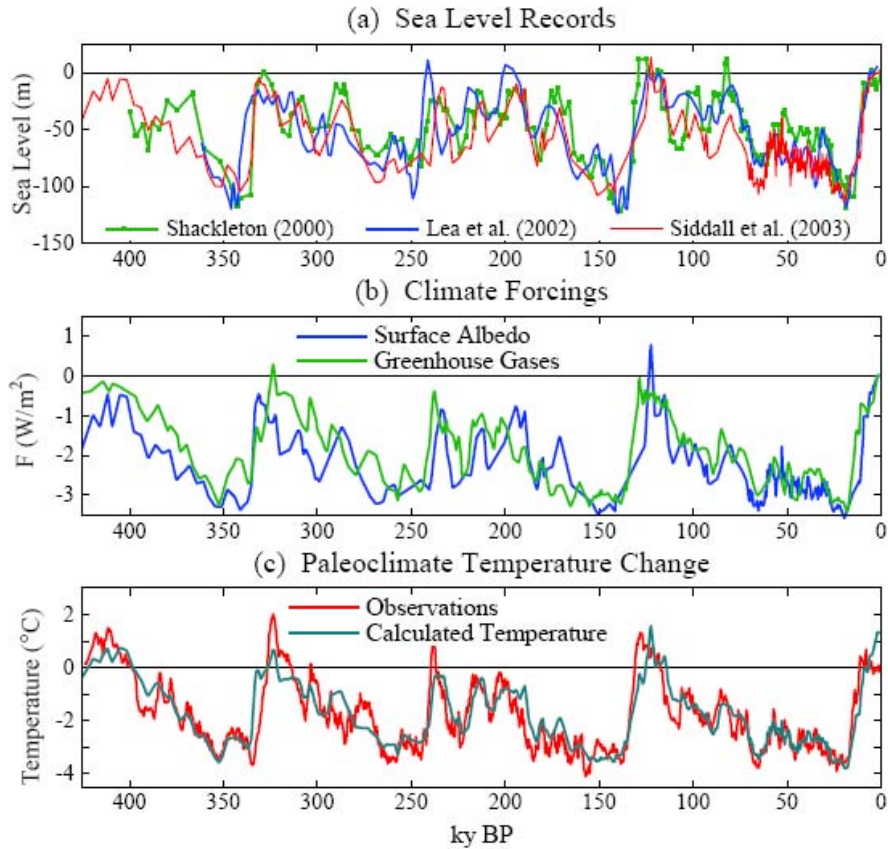 (a) Sea Level Records
Sea Level (m)
0
-50
-100
-150
Shackleton (2000)
Lea et al. (2002)
Siddall et al. (2003)
400 350 300 250 200 150 100 50 0
(b) Climate Forcings
F (W/m²)
1
0
-1
-2
-3
Surface Albedo
Greenhouse Gases
400 350 300 250 200 150 100 50 0
(c) Paleoclimate Temperature Change
Temperature (°C)
2
0
-2
-4
Observations
Calculated Temperature
400 350 300 250 200 150 100 50 0
ky BP